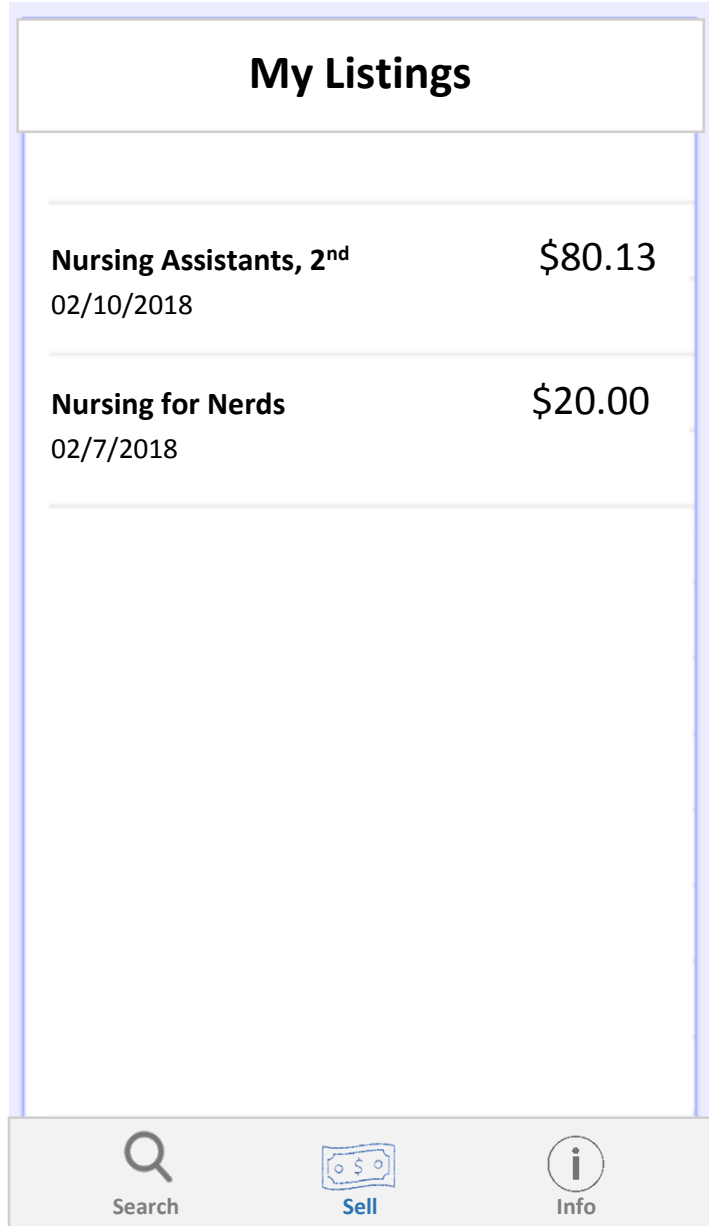 My Listings
Nursing Assistants, 2nd $80.13
02/10/2018
Nursing for Nerds $20.00
02/7/2018
$
Search Sell Info